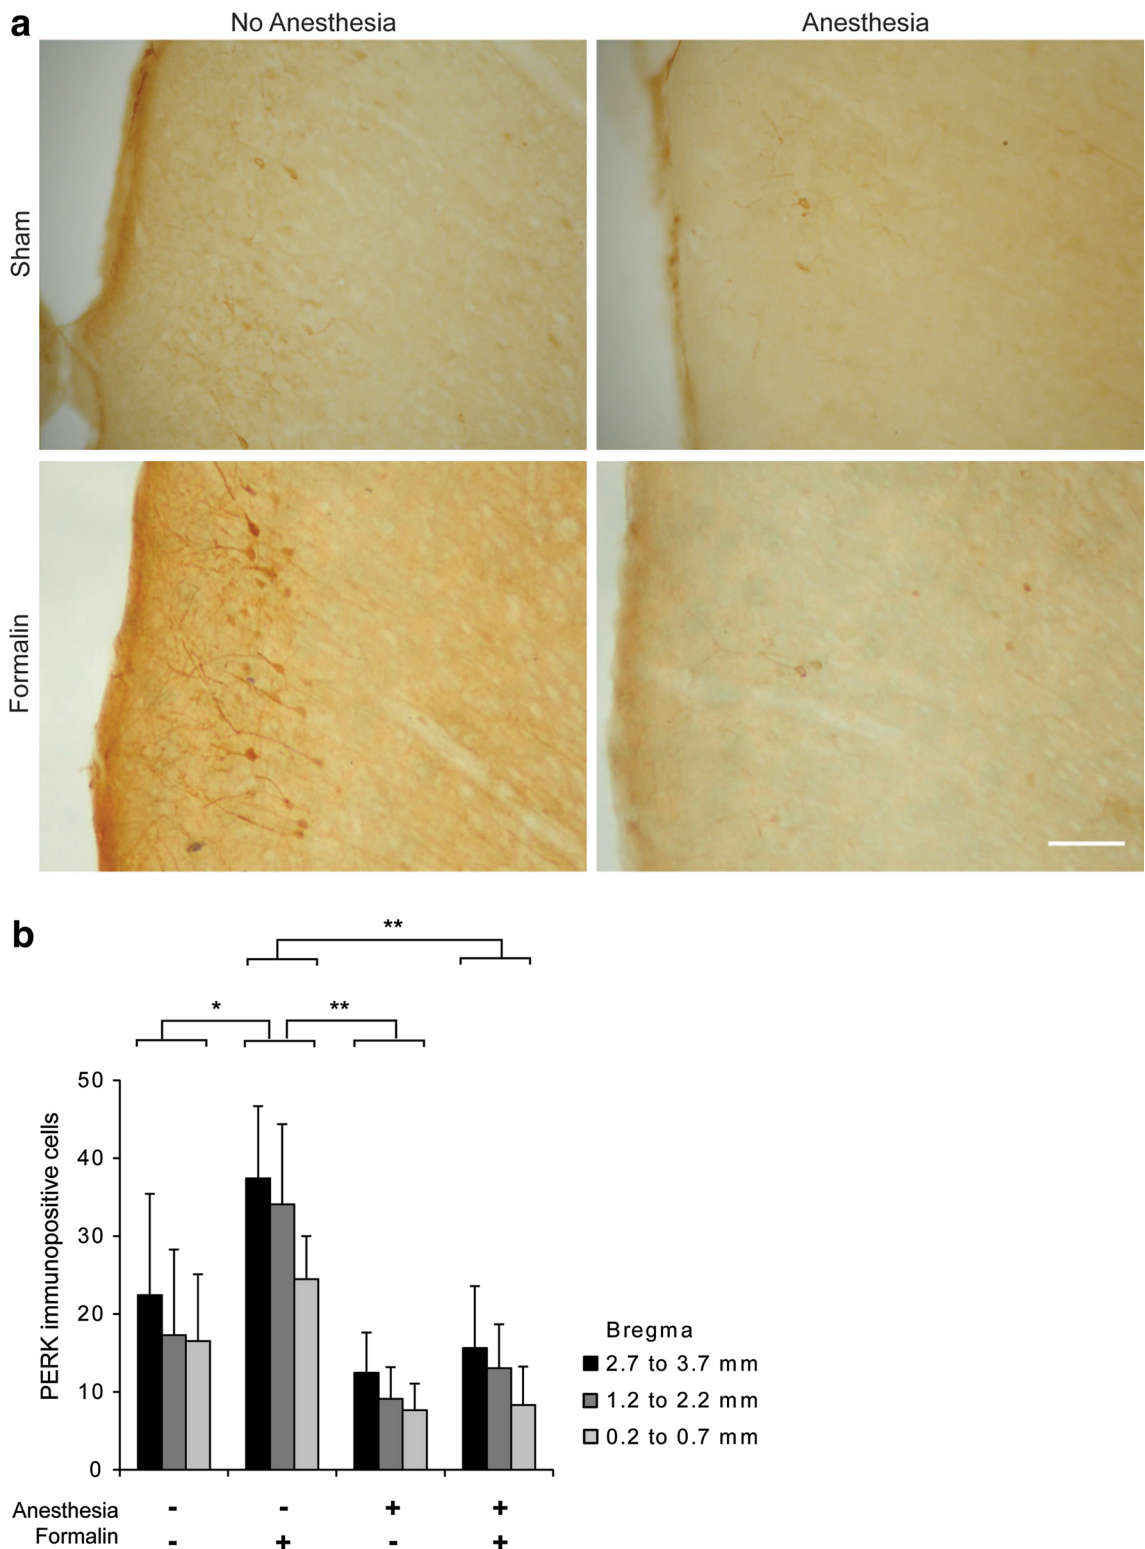 a
No Anesthesia
Anesthesia
Sham
Formalin
b
**
* **
PERK immunopositive cells
50
40
30
20
10
0
Bregma
2.7 to 3.7 mm
1.2 to 2.2 mm
0.2 to 0.7 mm
Anesthesia - - + +
Formalin - + - +